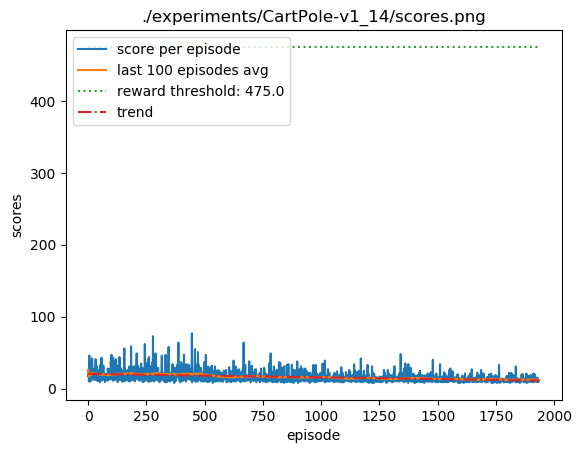 ./experiments/CartPole-v1_14/scores.png
score per episode
last 100 episodes avg
reward threshold: 475.0
trend
scores
400
300
200
100
0
0 250 500 750 1000 1250 1500 1750 2000
episode